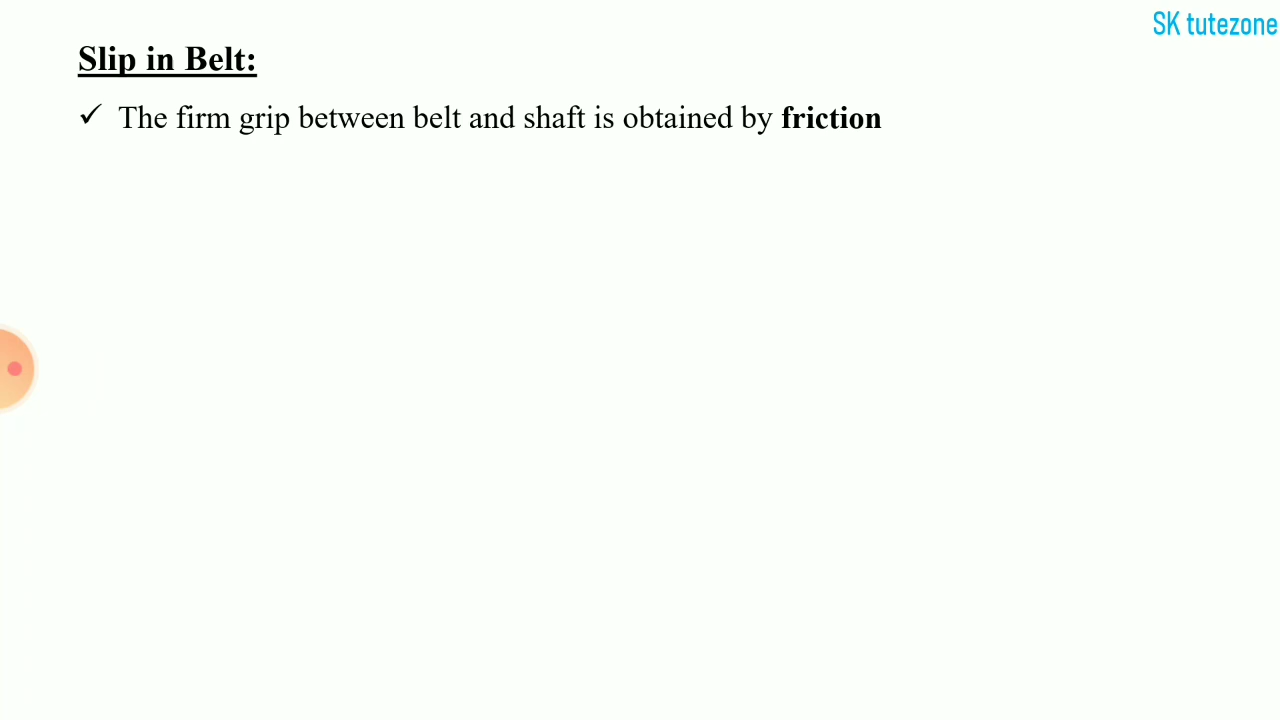 SK tutezone
Slip in Belt:
✓ The firm grip between belt and shaft is obtained by friction